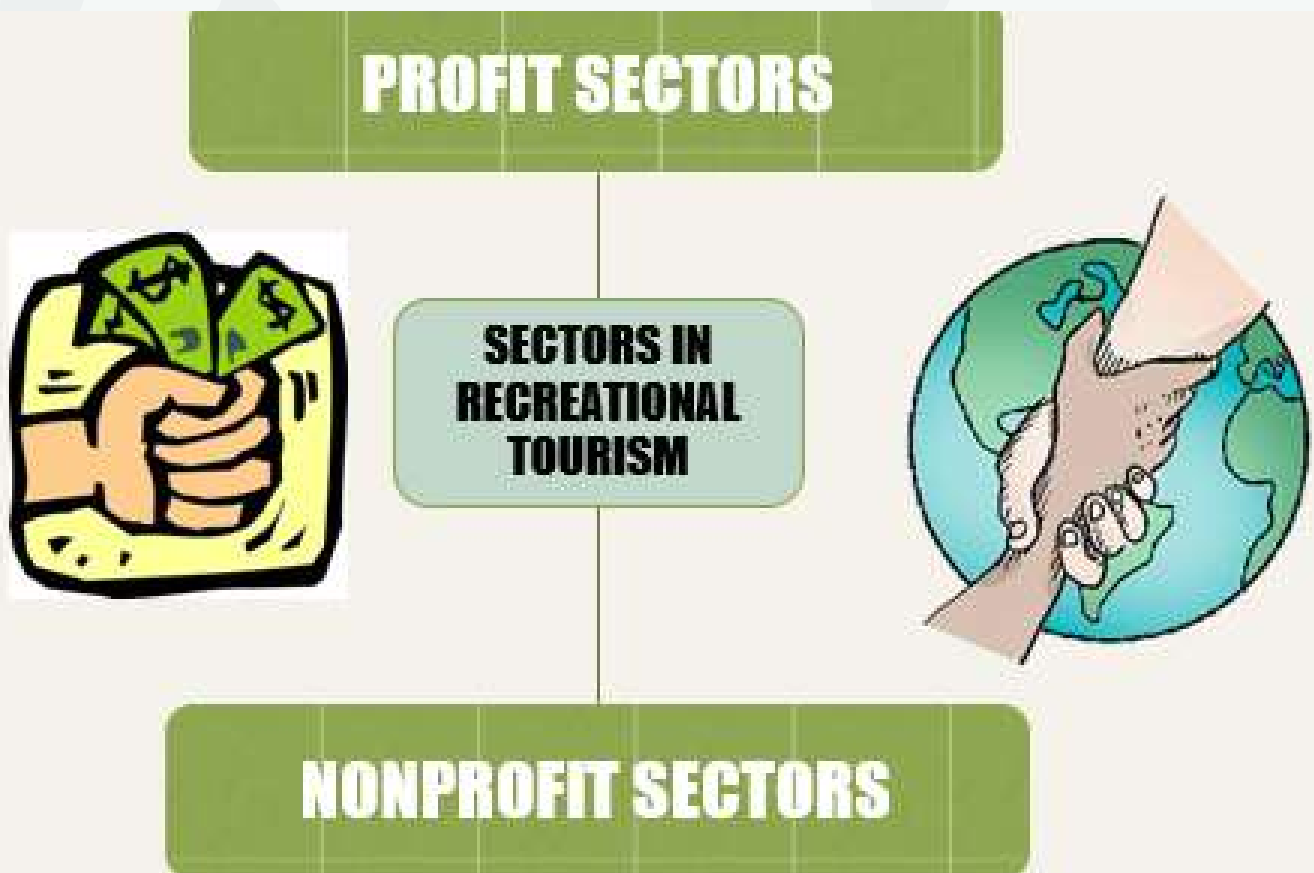 PROFIT SECTORS
SECTORS IN
RECREATIONAL
TOURISM
NONPROFIT SECTORS